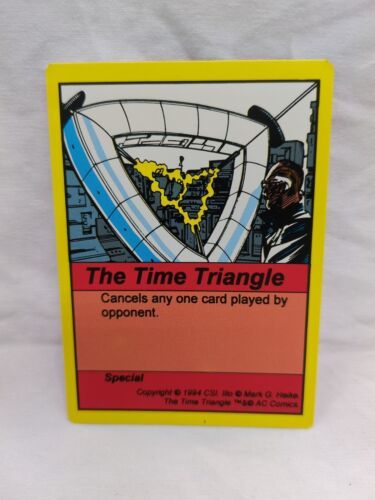 The Time Triangle
Cancels any one card played by
opponent.
Special
Copyright © 1994 CSI. Illo © Mark G. Heike
The Time Triangle ™&© AC Comics